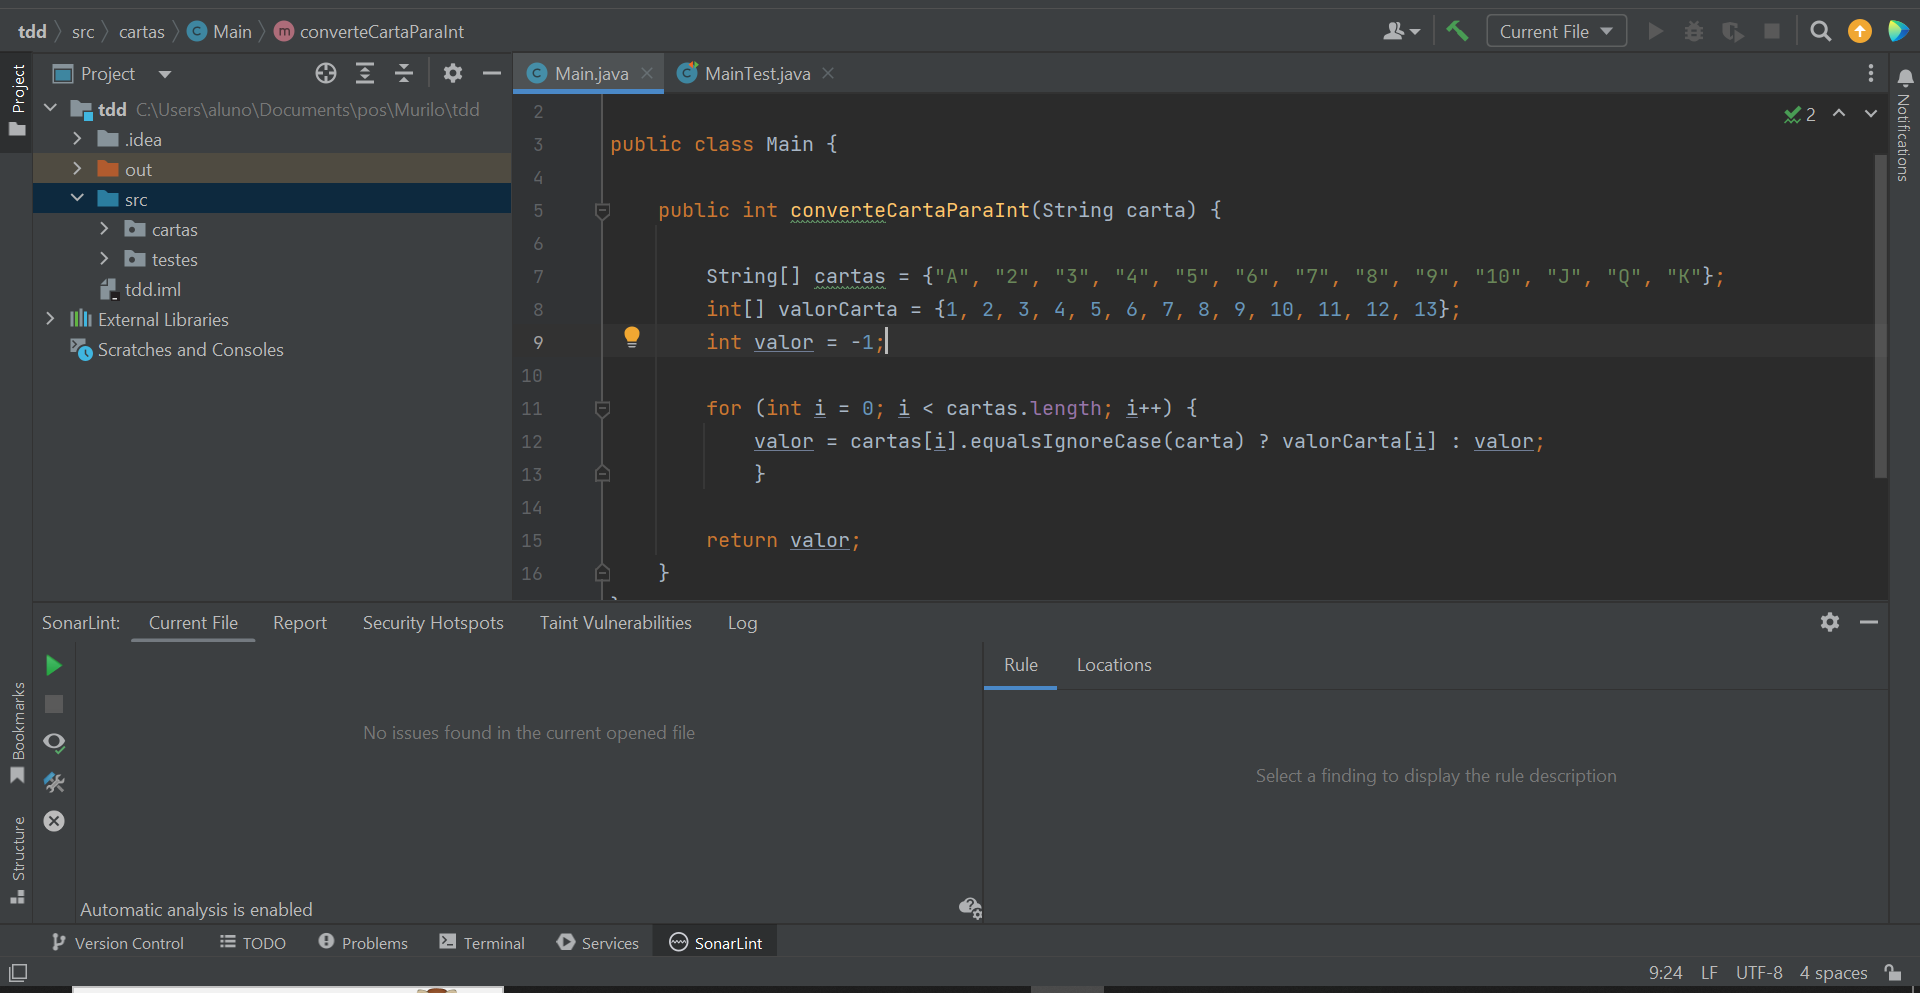 tdd src cartas Main converteCartaParaInt Current File
Project
Project
tdd C:\Users\aluno\Documents\pos\Murilo\tdd
.idea
out
src
cartas
testes
tdd.iml
External Libraries
Scratches and Consoles
Main.java MainTest.java
2
2
3 public class Main {
4
5 public int converteCartaParaInt(String carta) {
6
7 String[] cartas = {"A", "2", "3", "4", "5", "6", "7", "8", "9", "10", "J", "Q", "K"};
8 int[] valorCarta = {1, 2, 3, 4, 5, 6, 7, 8, 9, 10, 11, 12, 13};
9 int valor = -1;
10
11 for (int i = 0; i < cartas.length; i++) {
12 valor = cartas[i].equalsIgnoreCase(carta) ? valorCarta[i] : valor;
13 }
14
15 return valor;
16 }
Notifications
SonarLint: Current File Report Security Hotspots Taint Vulnerabilities Log
Rule Locations
No issues found in the current opened file
Select a finding to display the rule description
Bookmarks
Structure
Automatic analysis is enabled
Version Control TODO Problems Terminal Services SonarLint
9:24 LF UTF-8 4 spaces